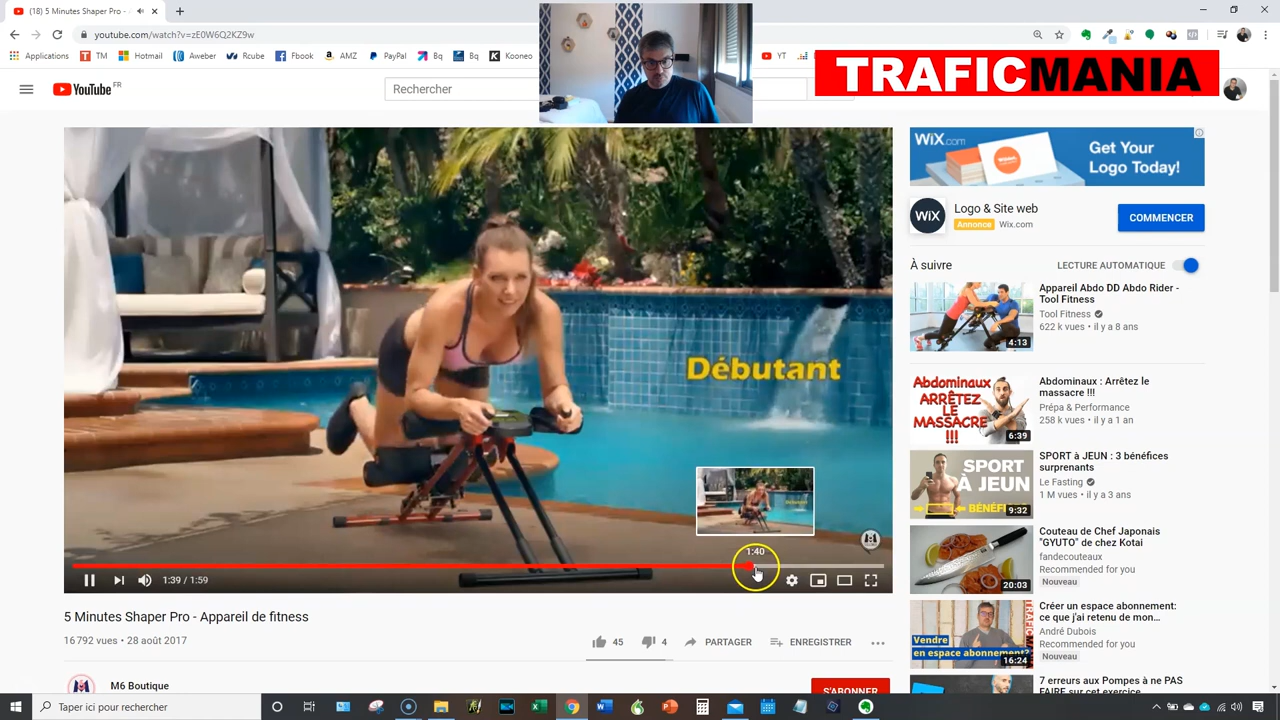 (18) 5 Minutes Shaper Pro -
youtube.com/watch?v=zE0W6Q2KZ9w
Applications TM Hotmail Aweber Rcube Ebook AMZ PayPal Bq Bq Kooneo YT
TRAFICMANIA
YouTube FR
Rechercher
WiX.com
Get Your
Logo Today!
WiX
Logo & Site web
Annonce Wix.com
COMMENCER
À suivre
LECTURE AUTOMATIQUE
Débutant
1:40
1:39 / 1:59
5 Minutes Shaper Pro - Appareil de fitness
16 792 vues • 28 août 2017
45 4 PARTAGER ENREGISTRER
M6 Boutique
S'ABONNER
Appareil Abdo DD Abdo Rider -
Tool Fitness
Tool Fitness
622 k vues • il y a 8 ans
4:13
Abdominaux
ARRÊTEZ
LE
MASSACRE
!!!
6:39
Abdominaux : Arrêtez le
massacre !!!
Prépa & Performance
258 k vues • il y a 1 an
SPORT
À JEUN
9:32
SPORT à JEUN : 3 bénéfices
surprenants
Le Fasting
1 M vues • il y a 3 ans
20:03
Couteau de Chef Japonais
"GYUTO" de chez Kotai
fandecouteaux
Recommended for you
Nouveau
Vendre
en espace abonnement?
16:24
Créer un espace abonnement:
ce que j'ai retenu de mon...
André Dubois
Recommended for you
Nouveau
7 erreurs aux Pompes à ne PAS
FAIRE sur cet exercice
Taper ici pour rechercher